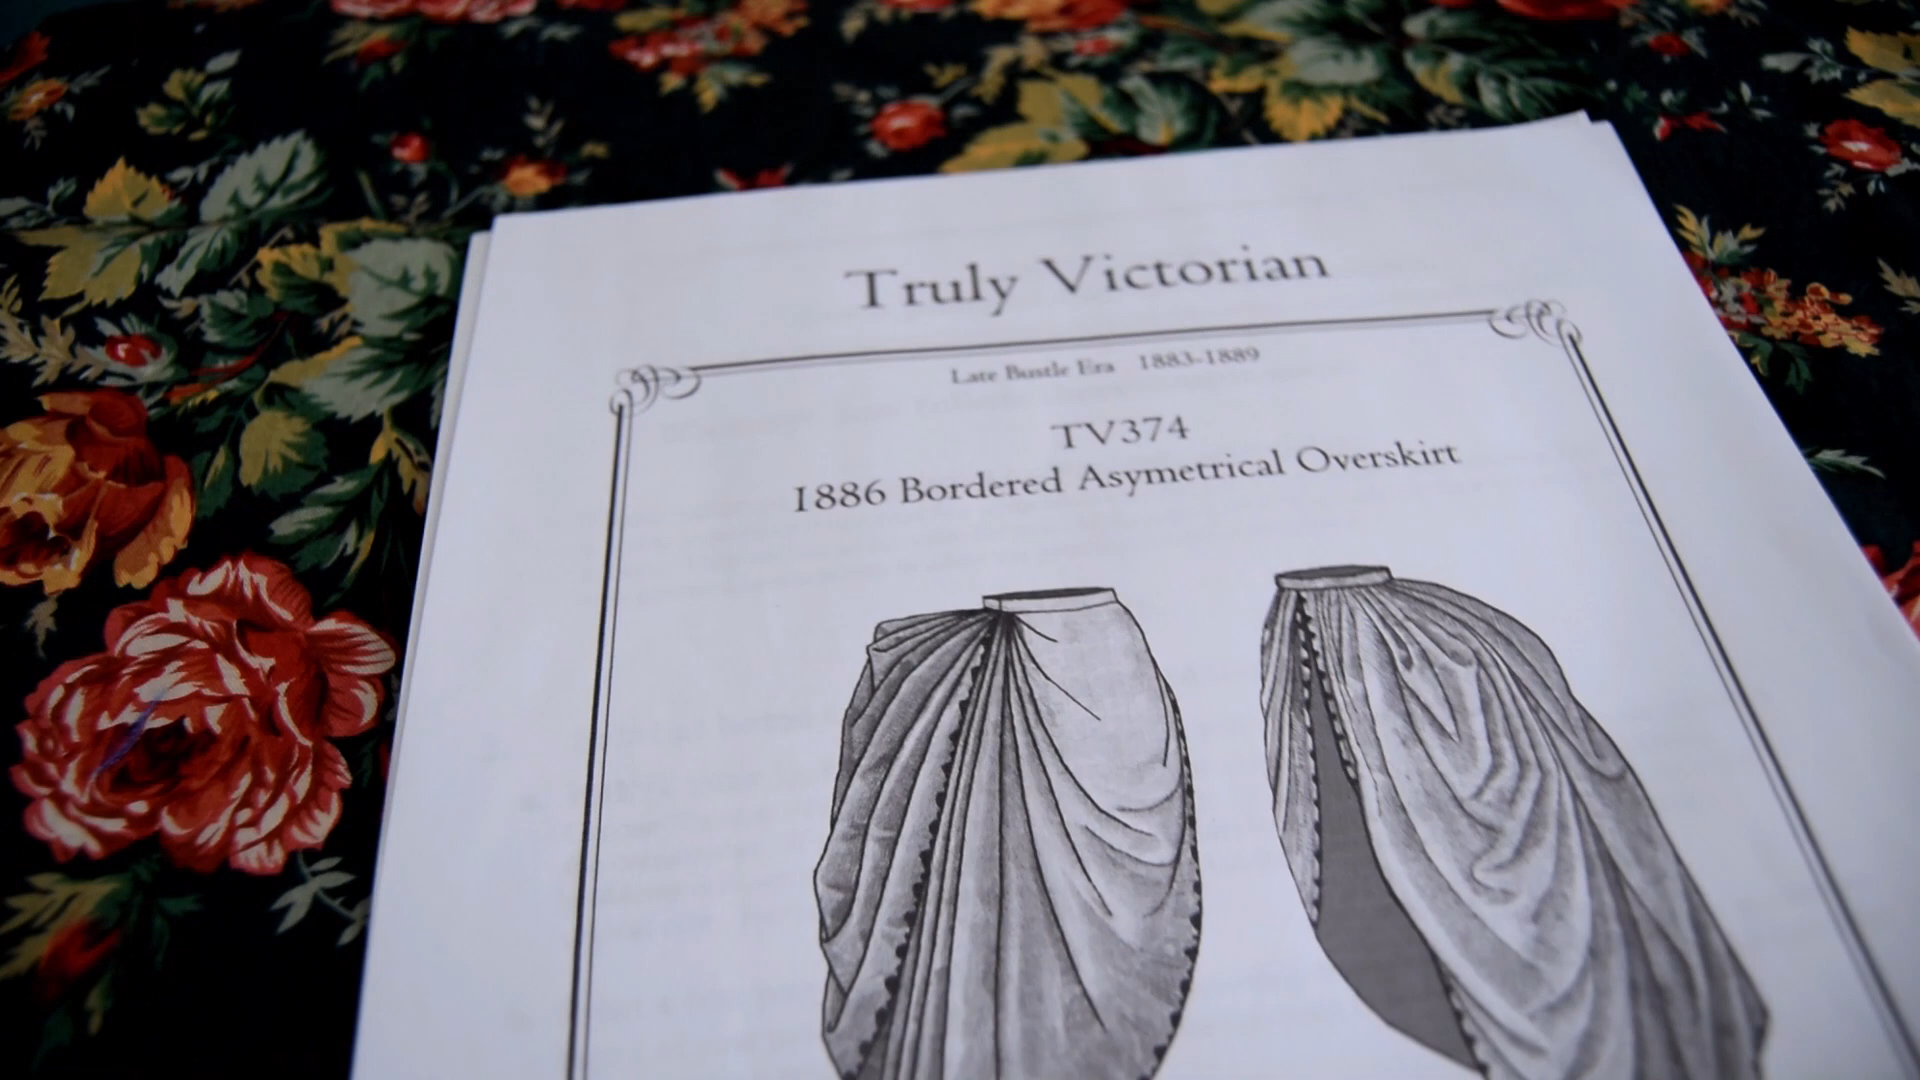 Truly Victorian
Late Bustle Era 1883-1889
TV374
1886 Bordered Asymetrical Overskirt